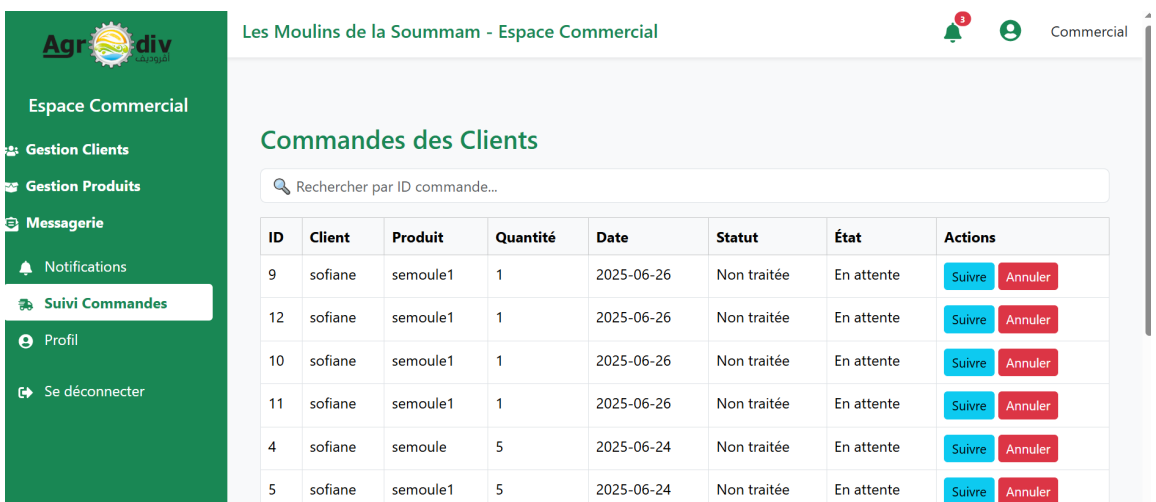 Agr div
أقروديف
Les Moulins de la Soummam - Espace Commercial
3
Commercial
Espace Commercial
Gestion Clients
Gestion Produits
Messagerie
Notifications
Suivi Commandes
Profil
Se déconnecter
Commandes des Clients
Rechercher par ID commande...
ID Client Produit Quantité Date Statut État Actions
9 sofiane semoule1 1 2025-06-26 Non traitée En attente Suivre Annuler
12 sofiane semoule1 1 2025-06-26 Non traitée En attente Suivre Annuler
10 sofiane semoule1 1 2025-06-26 Non traitée En attente Suivre Annuler
11 sofiane semoule1 1 2025-06-26 Non traitée En attente Suivre Annuler
4 sofiane semoule 5 2025-06-24 Non traitée En attente Suivre Annuler
5 sofiane semoule1 5 2025-06-24 Non traitée En attente Suivre Annuler